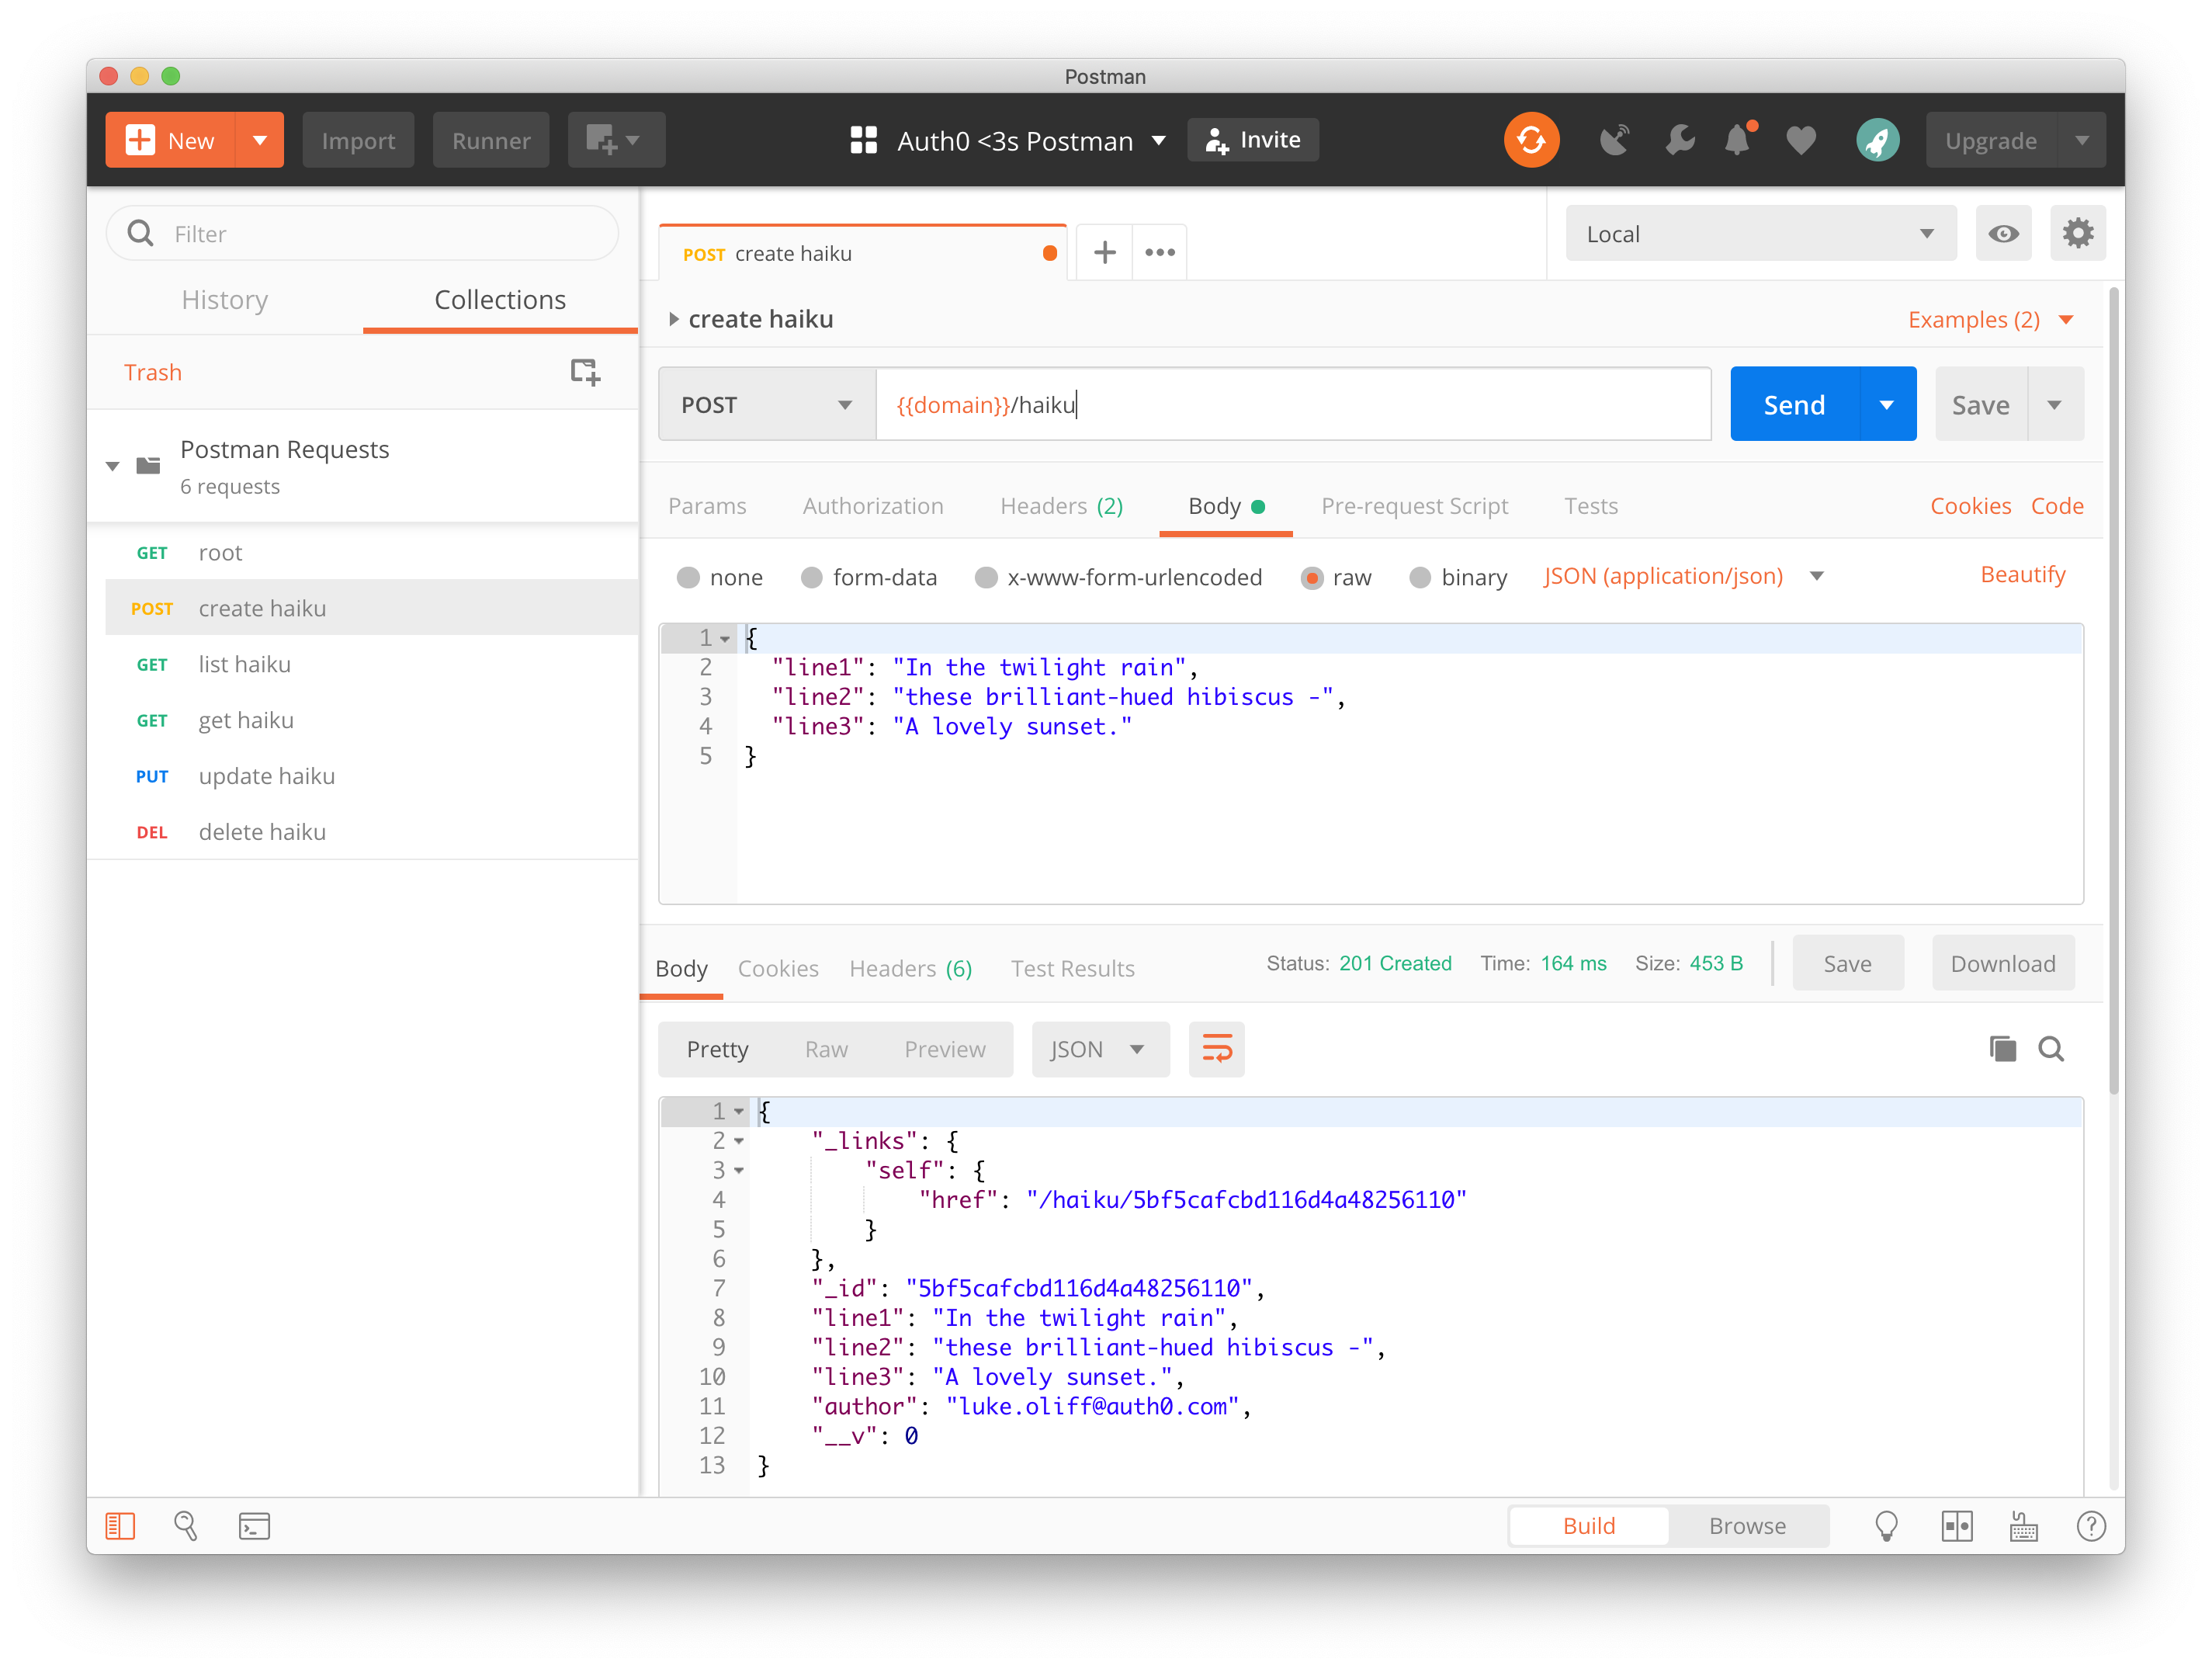 Postman
New Import Runner Auth0 <3s Postman Invite Upgrade
Filter
History Collections
Trash
Postman Requests
6 requests
GET root
POST create haiku
GET list haiku
GET get haiku
PUT update haiku
DEL delete haiku
POST create haiku
Local
create haiku Examples (2)
POST {{domain}}/haiku Send Save
Params Authorization Headers (2) Body Pre-request Script Tests Cookies Code
none form-data x-www-form-urlencoded raw binary JSON (application/json) Beautify
1 {
2 "line1": "In the twilight rain",
3 "line2": "these brilliant-hued hibiscus -",
4 "line3": "A lovely sunset."
5 }
Body Cookies Headers (6) Test Results Status: 201 Created Time: 164 ms Size: 453 B Save Download
Pretty Raw Preview JSON
1 {
2 "_links": {
3 "self": {
4 "href": "/haiku/5bf5cafcbd116d4a48256110"
5 }
6 },
7 "_id": "5bf5cafcbd116d4a48256110",
8 "line1": "In the twilight rain",
9 "line2": "these brilliant-hued hibiscus -",
10 "line3": "A lovely sunset.",
11 "author": "luke.oliff@auth0.com",
12 "__v": 0
13 }
Build Browse